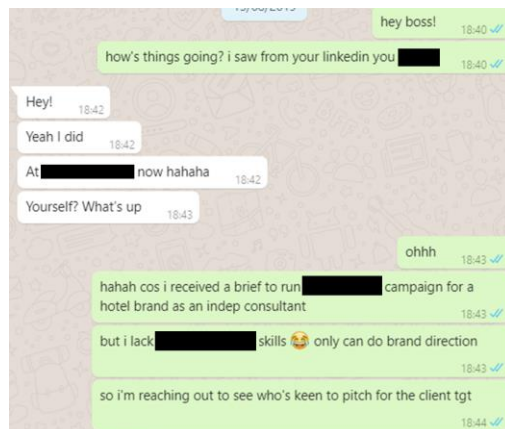 hey boss!
18:40
how's things going? i saw from your linkedin you
18:40
Hey!
18:42
Yeah I did
18:42
At now hahaha
18:42
Yourself? What's up
18:43
ohhh
18:43
hahah cos i received a brief to run campaign for a
hotel brand as an indep consultant
18:43
but i lack skills 😂 only can do brand direction
18:43
so i'm reaching out to see who's keen to pitch for the client tgt
18:44